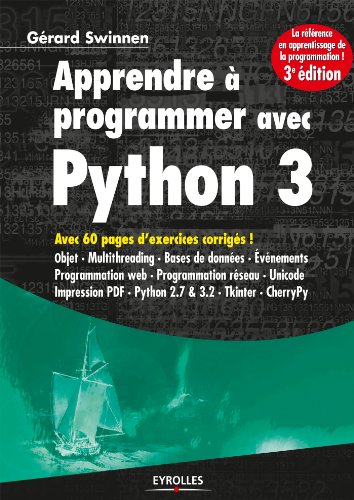 Gérard Swinnen
La référence
en apprentissage de
la programmation !
3e édition
Apprendre à
programmer avec
Python 3
Avec 60 pages d'exercices corrigés !
Objet · Multithreading · Bases de données · Événements
Programmation web · Programmation réseau · Unicode
Impression PDF · Python 2.7 & 3.2 · Tkinter · CherryPy
EYROLLES